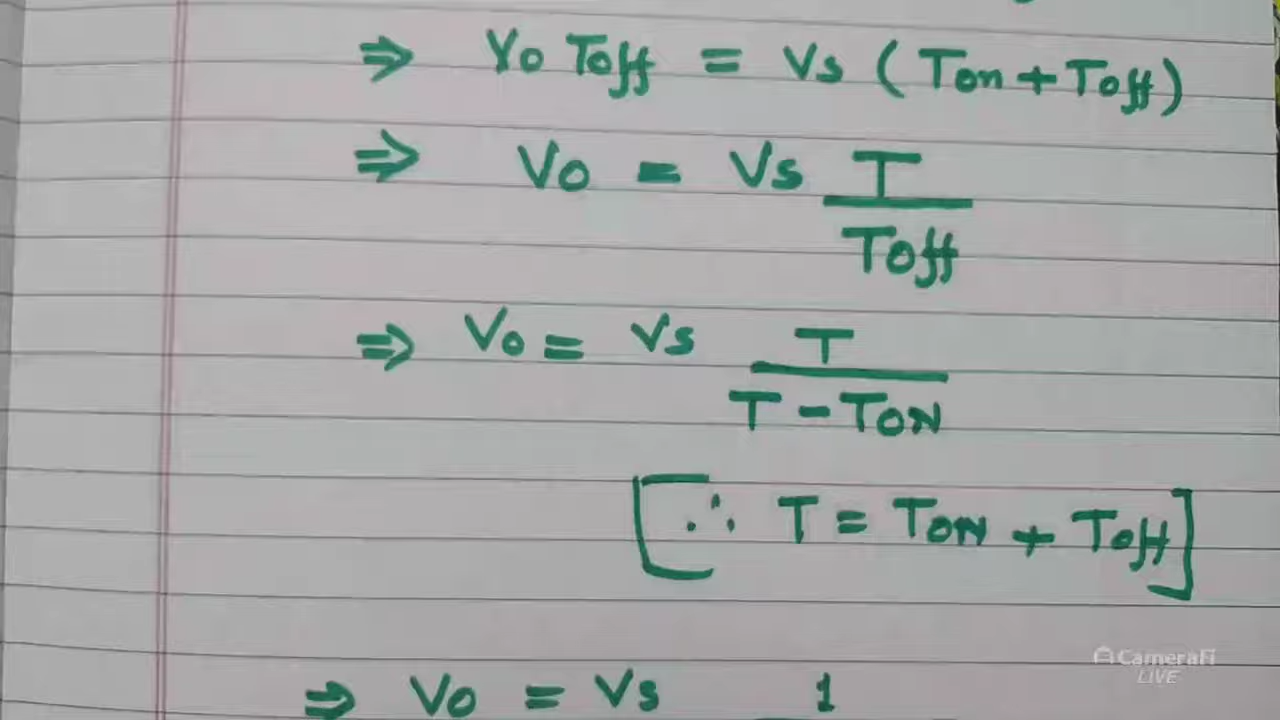 ⇒ Vo Toff = Vs (Ton + Toff)
⇒ Vo = Vs T
Toff
⇒ Vo = Vs T
T - TON
[∴ T = TON + Toff]
⇒ Vo = Vs 1
CameraFi
LIVE